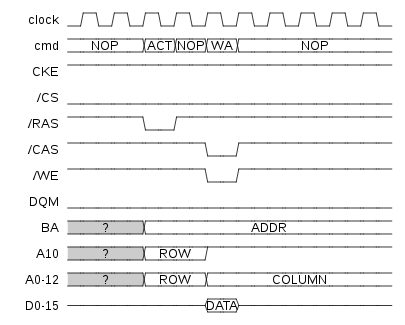 clock
cmd NOP ACT NOP WA NOP
CKE
/CS
/RAS
/CAS
/WE
DQM
BA ? ADDR
A10 ? ROW
A0-12 ? ROW COLUMN
D0-15 DATA